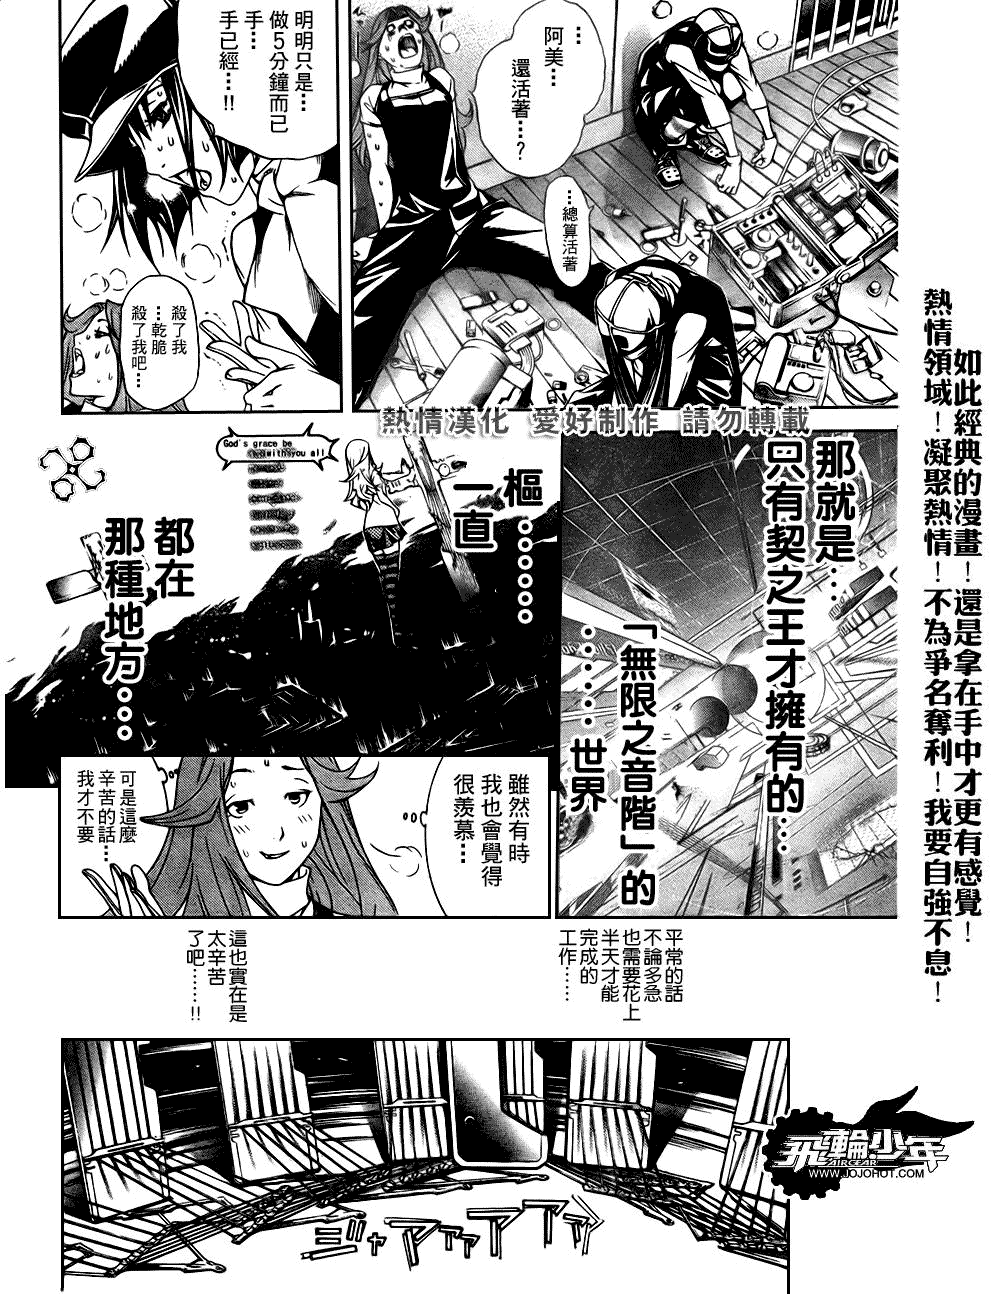 …
阿美…
還活著…?
…總算活著
明明只是…
做5分鐘而已
手…
手已經…!!
殺了我
…乾脆
殺了我吧…
熱情漢化 愛好制作 請勿轉載
那就是…
只有契之王才擁有的…
「無限之音階」的
……世界
樞……
一直
God's grace be
with you all
都在
那種地方…
雖然有時
我也會覺得
很羨慕…
可是這麼
辛苦的話…
我才不要
平常的話
不論多急
也需要花上
半天才能
完成的
工作……
這也實在是
太辛苦
了吧……!!
ジャアアアアアッ
如此經典的漫畫！還是拿在手中才更有感覺！
熱情領域！凝聚熱情！不為爭名奪利！我要自強不息！
飛輪少年
AIRGEAR
WWW.JOJOHOT.COM